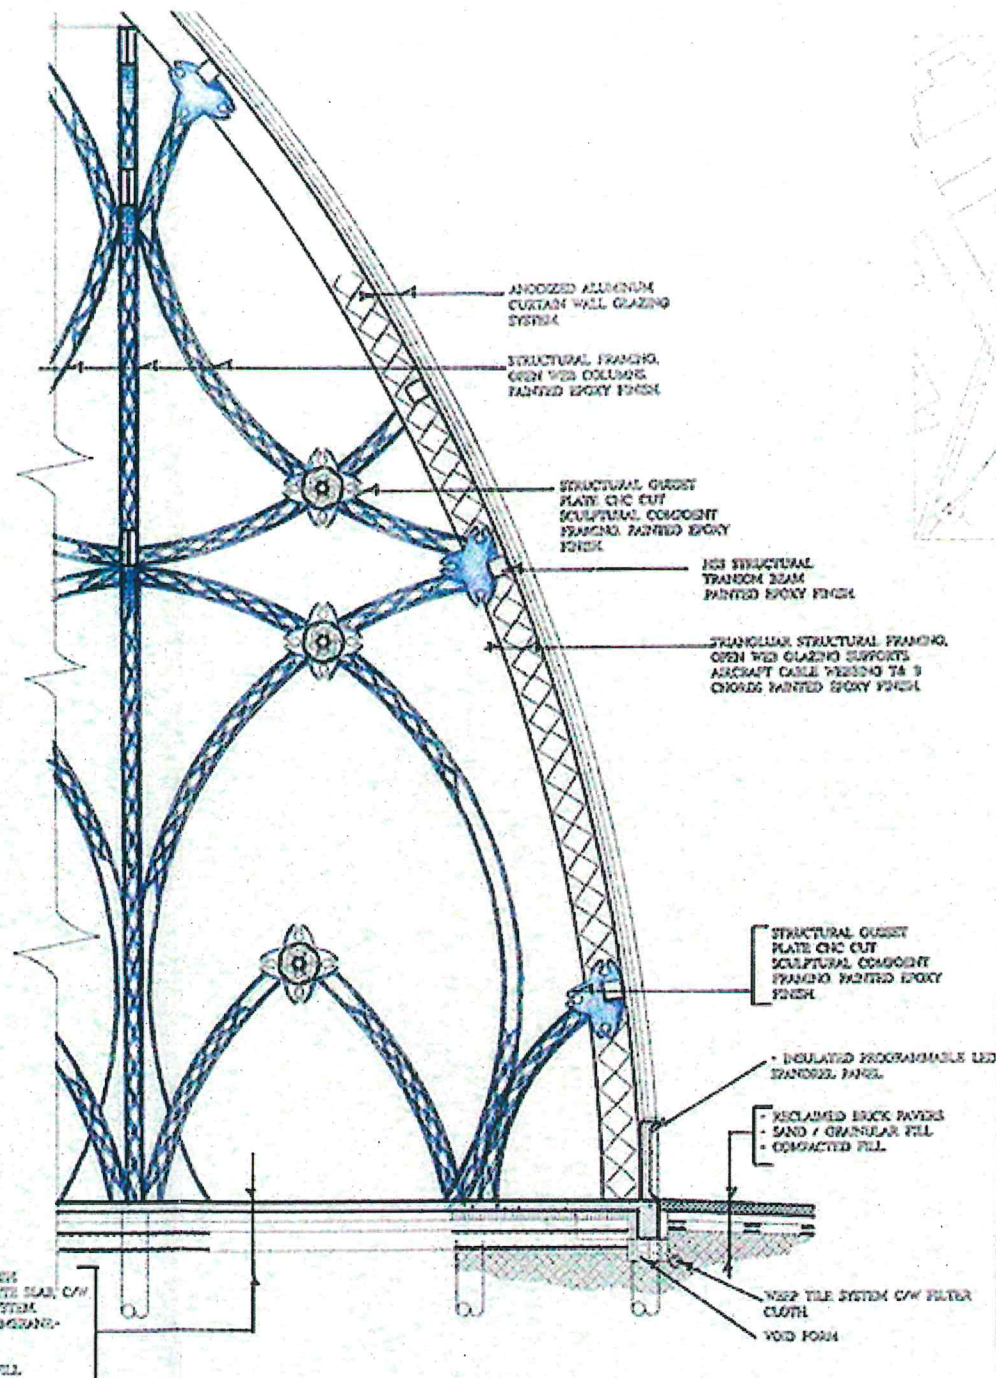 ANODIZED ALUMINUM
CURTAIN WALL GLAZING
SYSTEM
STRUCTURAL FRAMING,
OPEN WEB COLUMNS,
PAINTED EPOXY FINISH
STRUCTURAL GUSSET
PLATE CNC CUT
SCULPTURAL COMPONENT
FRAMING, PAINTED EPOXY
FINISH
HSS STRUCTURAL
TRANSOM BEAM
PAINTED EPOXY FINISH
TRIANGULAR STRUCTURAL FRAMING,
OPEN WEB GLAZING SUPPORTS
AIRCRAFT CABLE WEBBING T& B
CHORDS PAINTED EPOXY FINISH
STRUCTURAL GUSSET
PLATE CNC CUT
SCULPTURAL COMPONENT
FRAMING, PAINTED EPOXY
FINISH
• INSULATED PROGRAMMABLE LED
SPANDREL PANEL
• RECLAIMED BRICK PAVERS
• SAND / GRAINULAR FILL
• COMPACTED FILL
SLAB, C/W
WEEP TILE SYSTEM C/W FILTER
CLOTH
VOID FORM